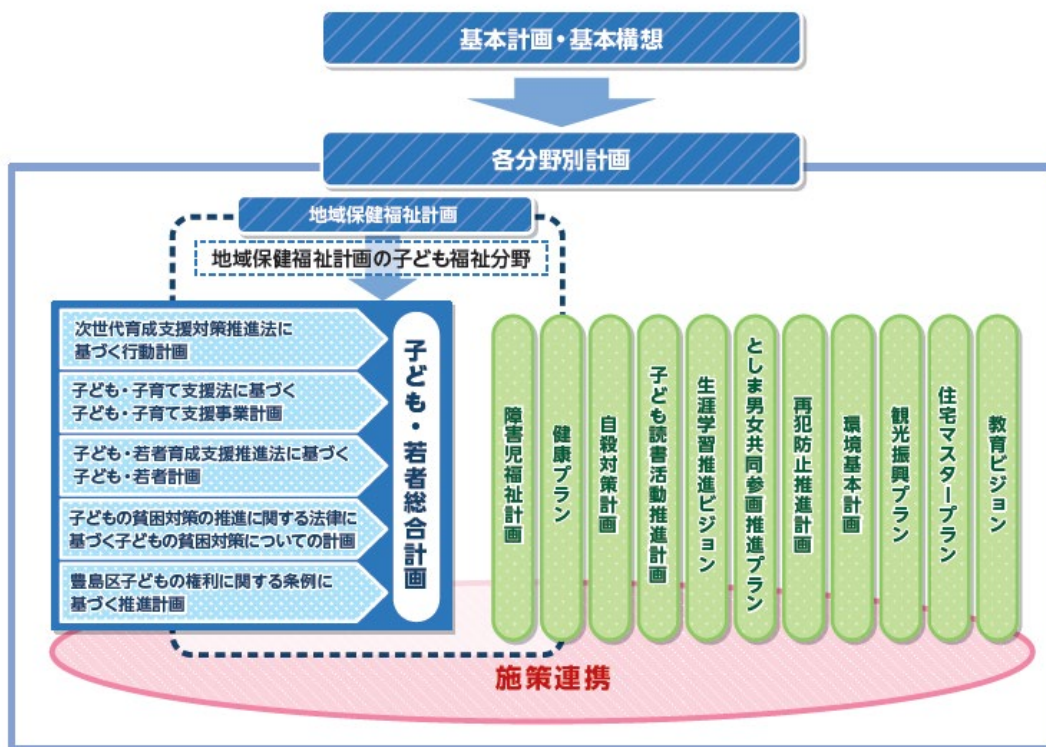 基本計画・基本構想
各分野別計画
地域保健福祉計画
地域保健福祉計画の子ども福祉分野
次世代育成支援対策推進法に
基づく行動計画
子ども・子育て支援法に基づく
子ども・子育て支援事業計画
子ども・若者育成支援推進法に基づく
子ども・若者計画
子どもの貧困対策の推進に関する法律に
基づく子どもの貧困対策についての計画
豊島区子どもの権利に関する条例に
基づく推進計画
子ども・若者総合計画
障害児福祉計画
健康プラン
自殺対策計画
子ども読書活動推進計画
生涯学習推進ビジョン
としま男女共同参画推進プラン
再犯防止推進計画
環境基本計画
観光振興プラン
住宅マスタープラン
教育ビジョン
施策連携